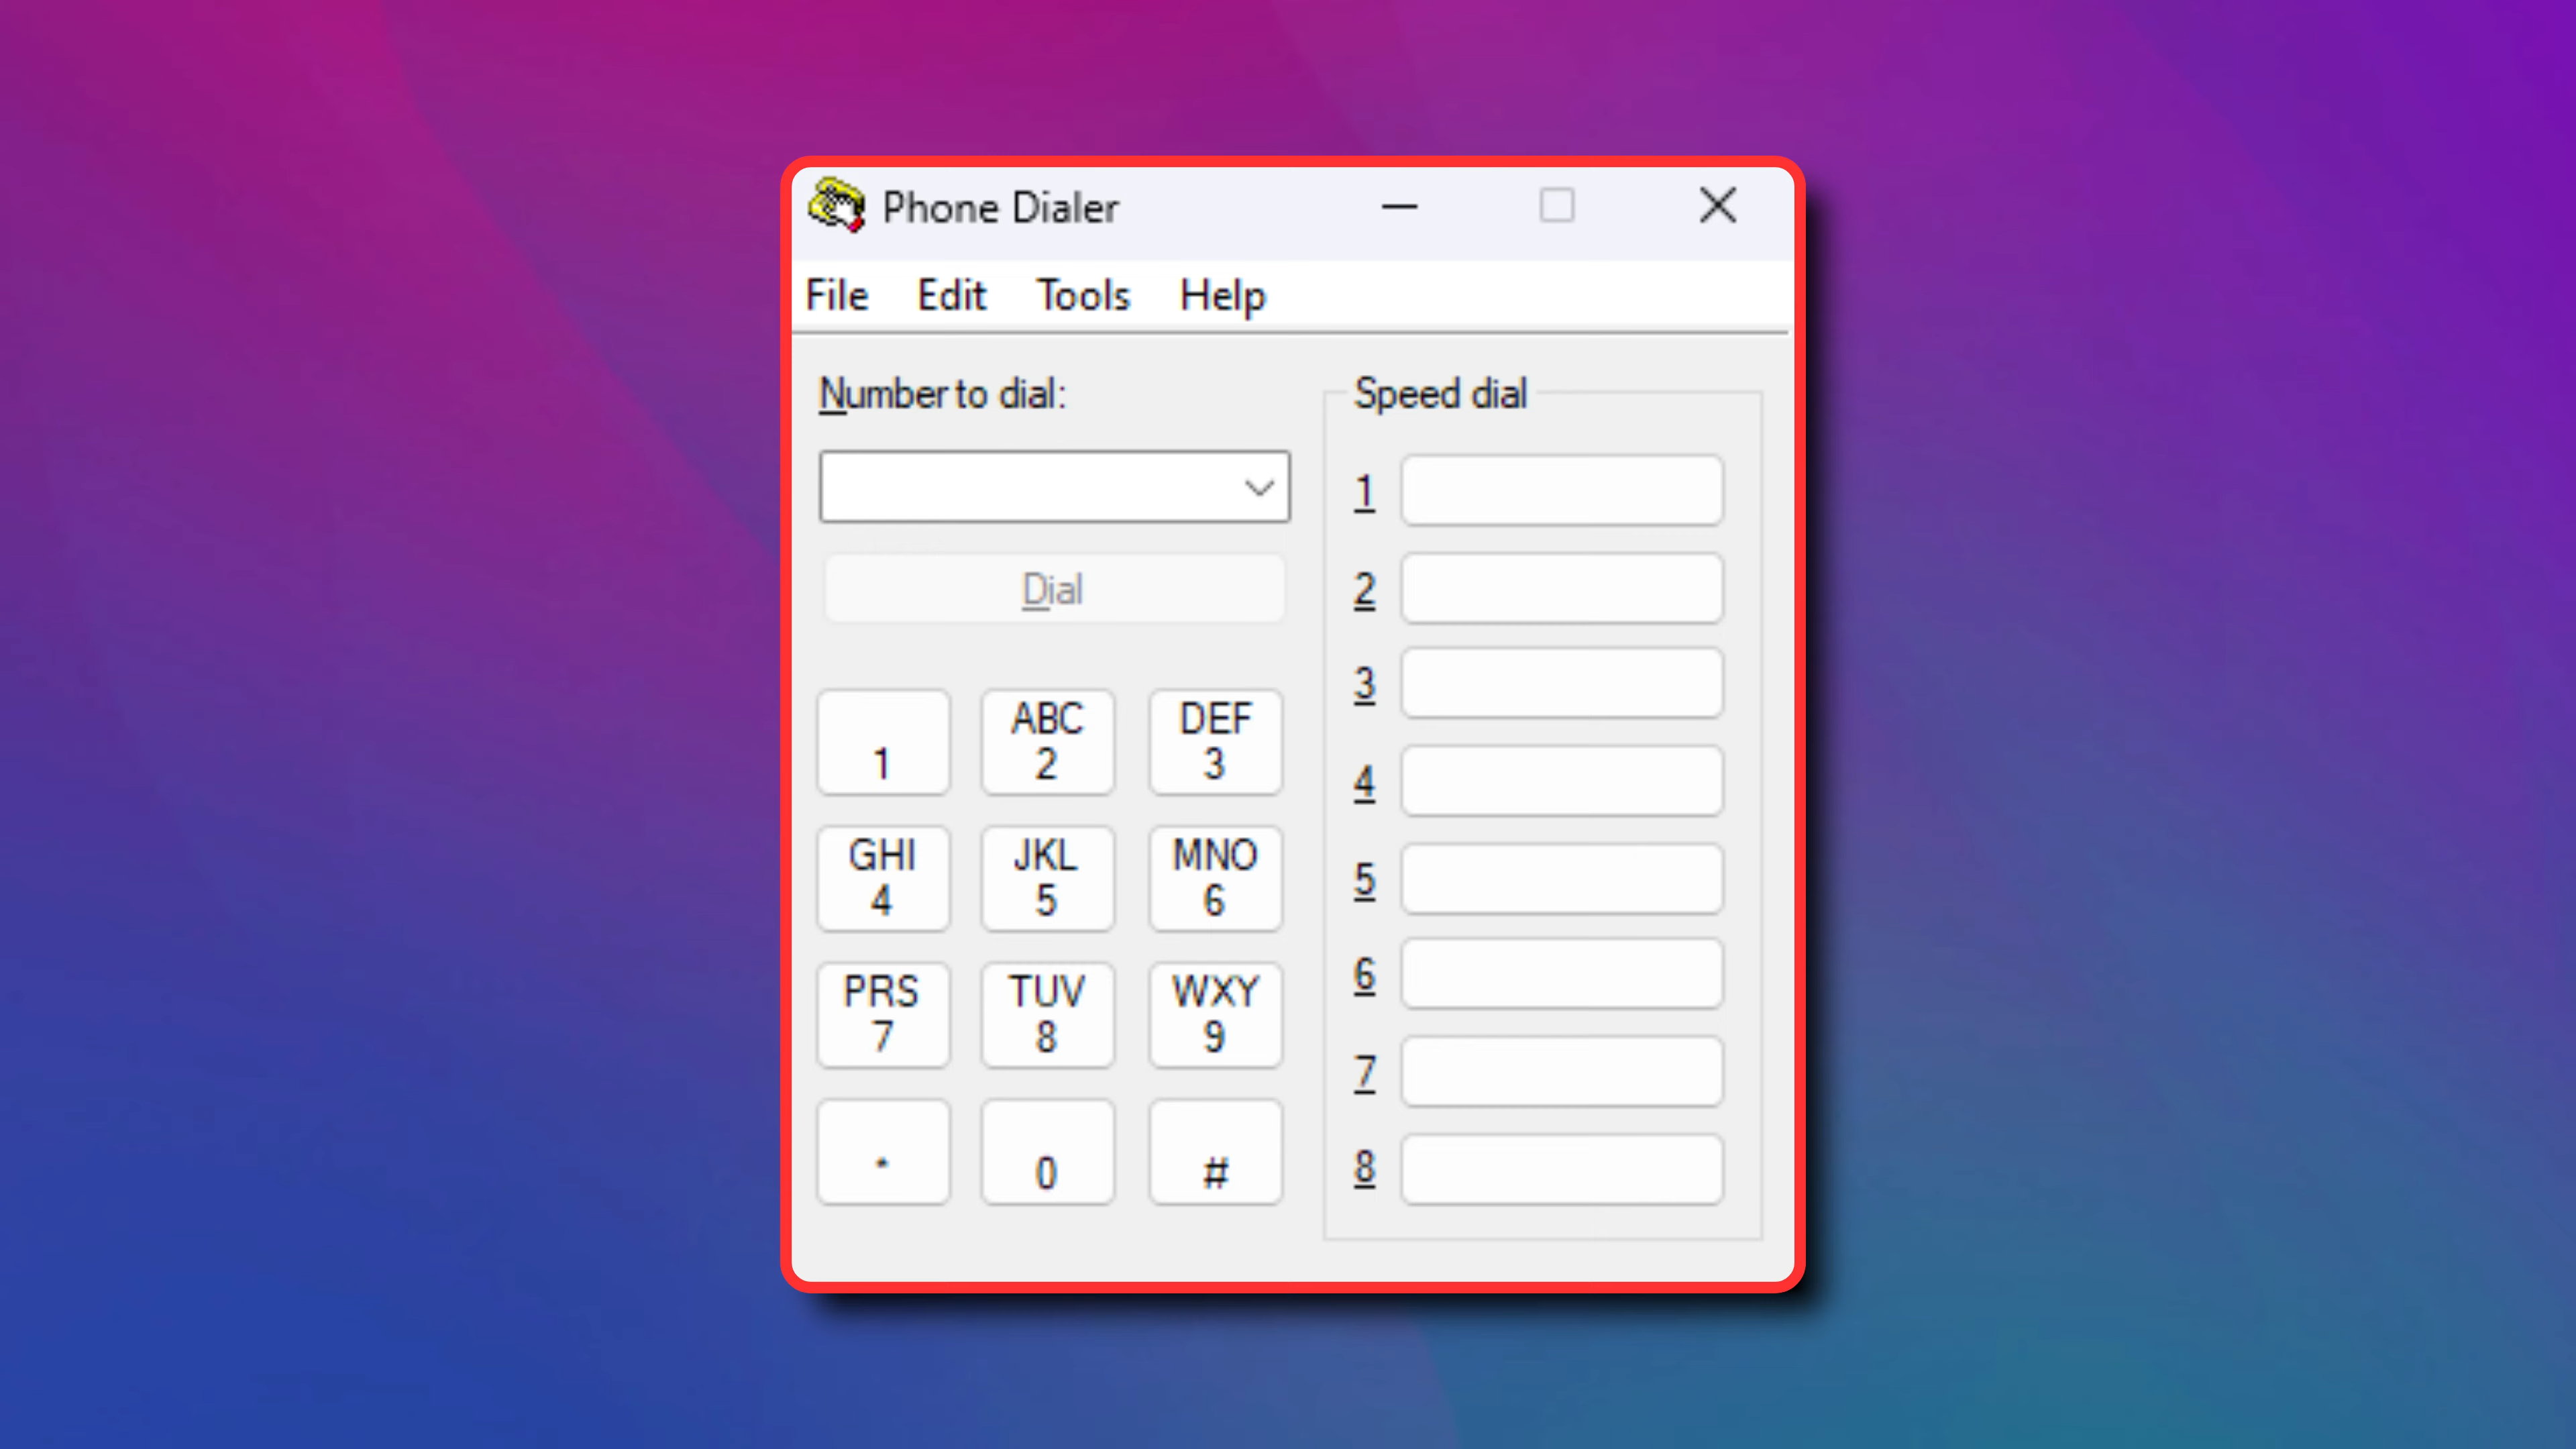 Phone Dialer
File Edit Tools Help
Number to dial:
Dial
1
ABC
2
DEF
3
GHI
4
JKL
5
MNO
6
PRS
7
TUV
8
WXY
9
*
0
#
Speed dial
1
2
3
4
5
6
7
8